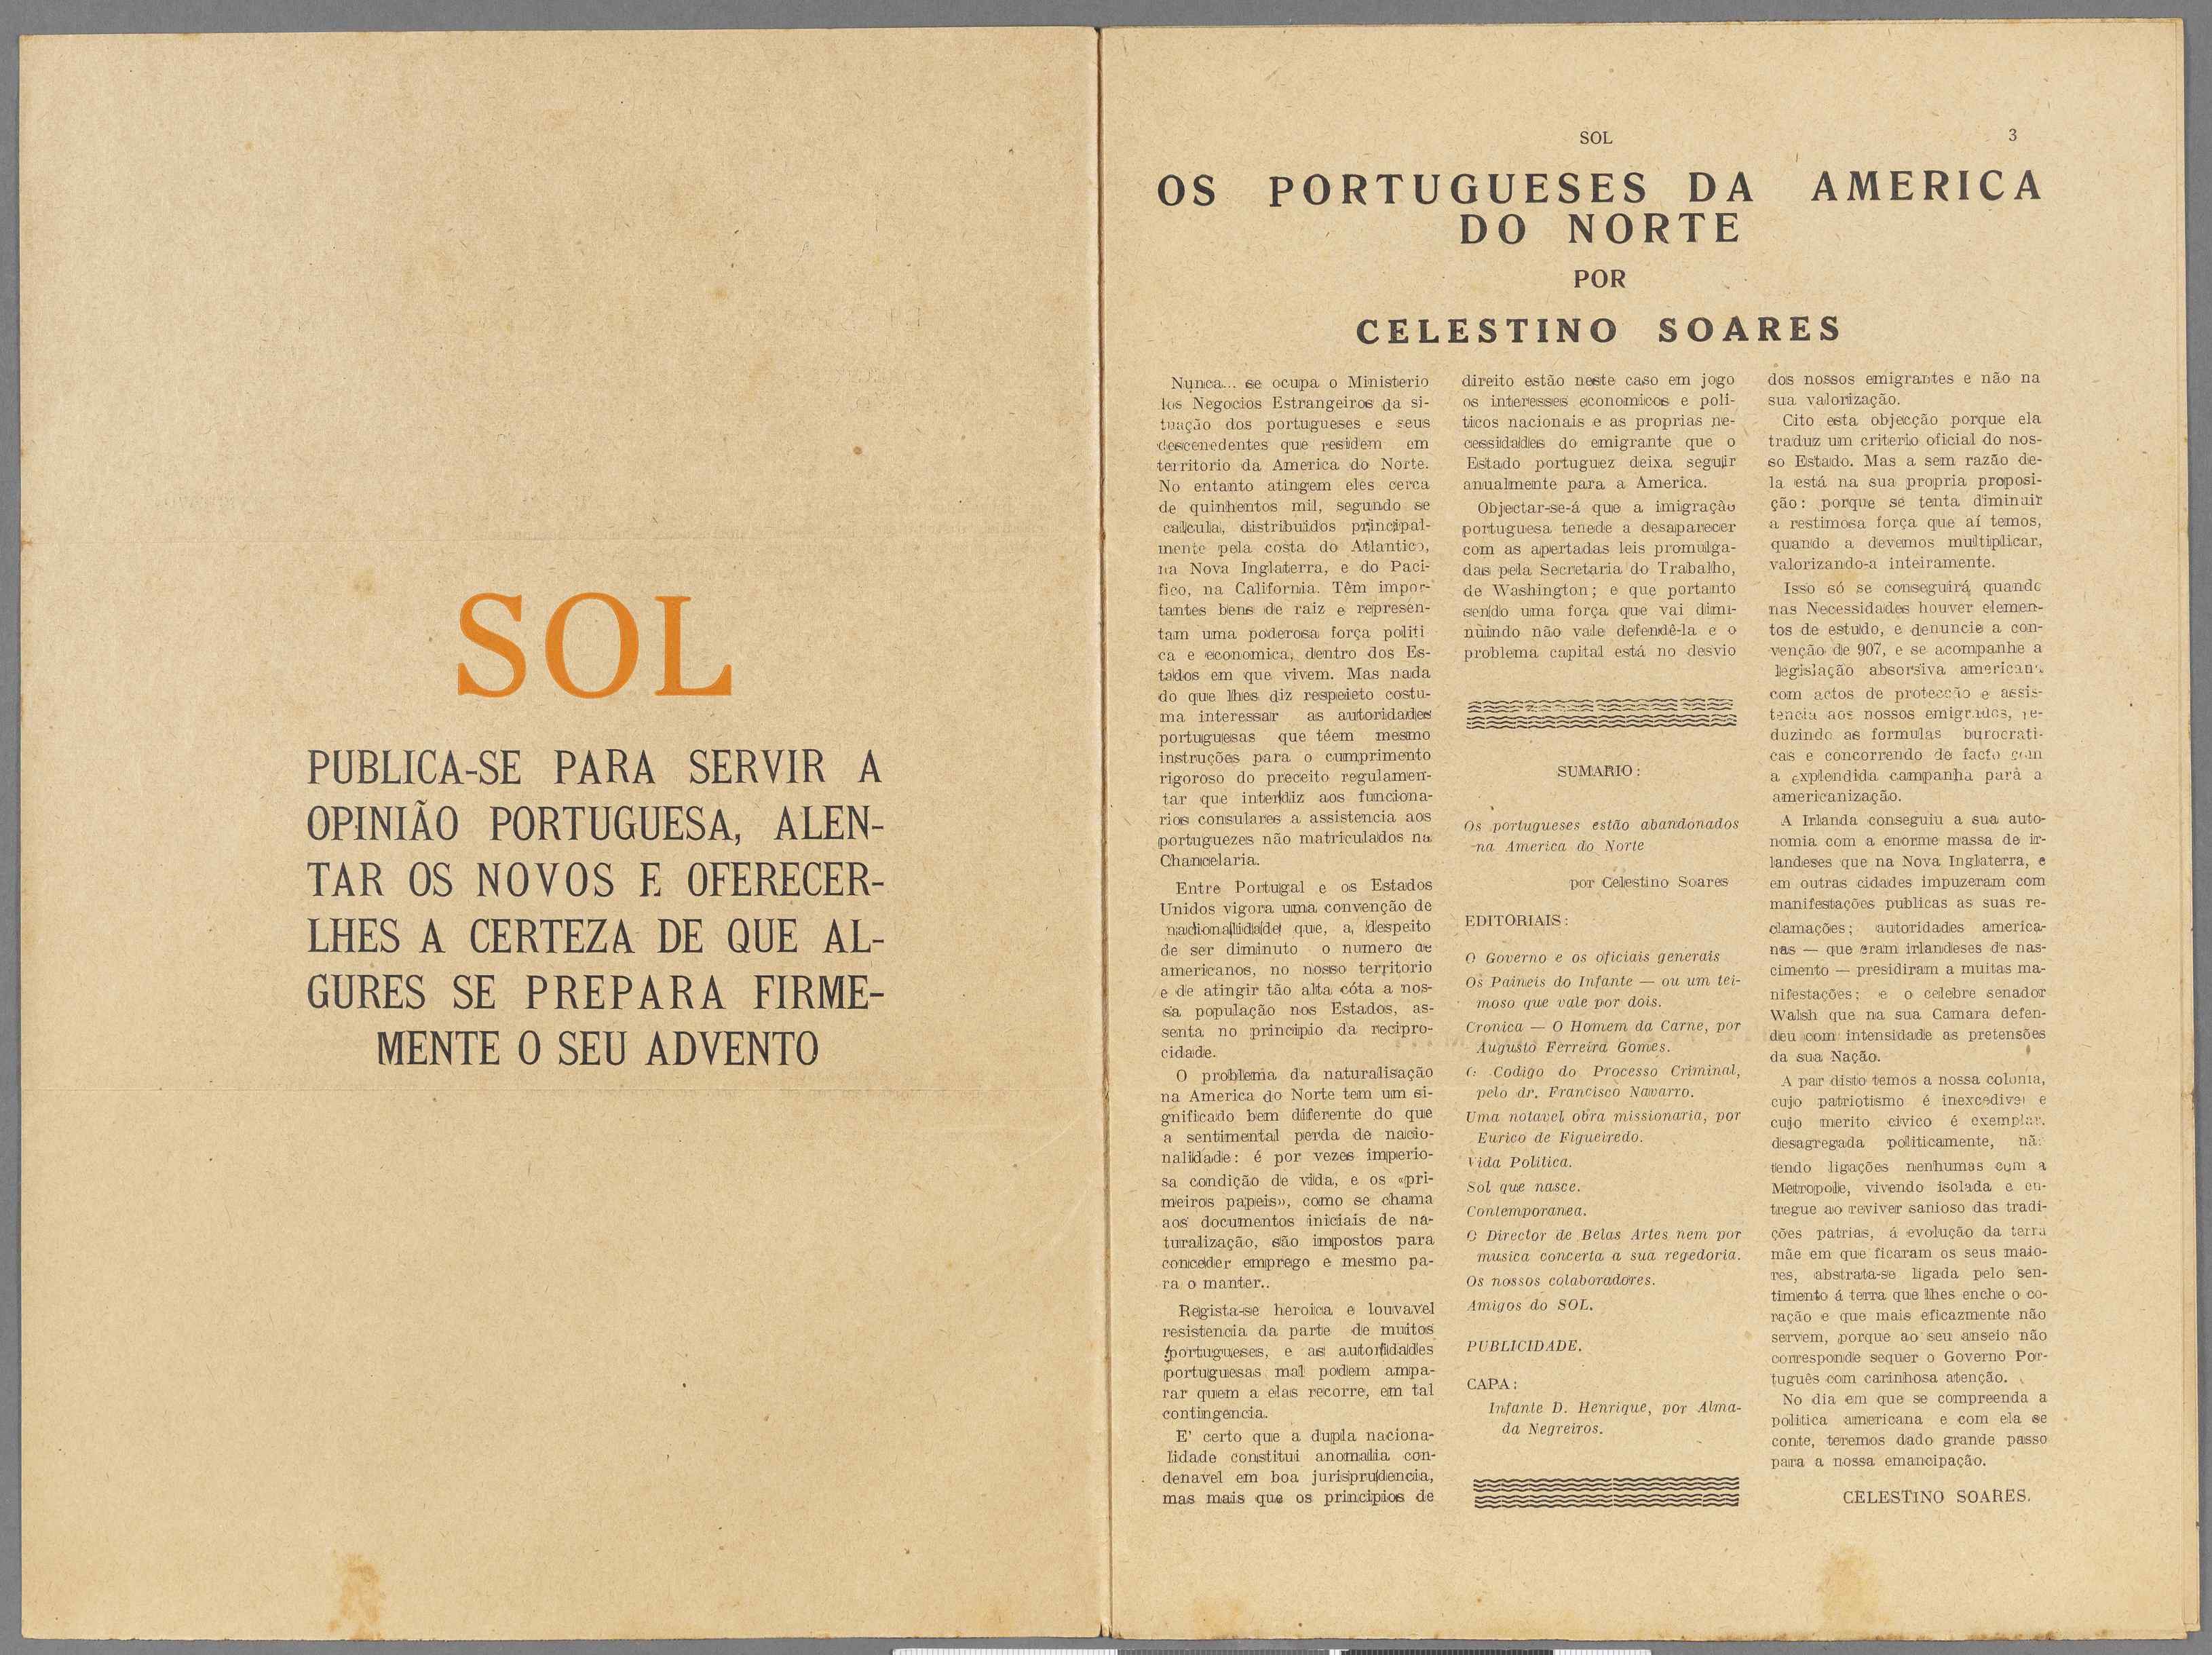 SOL
PUBLICA-SE PARA SERVIR A
OPINIÃO PORTUGUESA, ALEN-
TAR OS NOVOS E OFERECER-
LHES A CERTEZA DE QUE AL-
GURES SE PREPARA FIRME-
MENTE O SEU ADVENTO
SOL
3
OS PORTUGUESES DA AMERICA
DO NORTE
POR
CELESTINO SOARES
Nunca... se ocupa o Ministerio
los Negocios Estrangeiros da si-
tuação dos portugueses e seus
descenedentes que residem em
territorio da America do Norte.
No entanto atingem eles cerca
de quinhentos mil, segundo se
calcula, distribuidos principal-
mente pela costa do Atlantico,
na Nova Inglaterra, e do Paci-
fico, na California. Têm impor-
tantes bens de raiz e represen-
tam uma poderosa força politi
ca e economica, dentro dos Es-
tados em que vivem. Mas nada
do que lhes diz respeieto costu-
ma interessar as autoridades
portuguesas que téem mesmo
instruções para o cumprimento
rigoroso do preceito regulamen-
tar que interdiz aos funciona-
rios consulares a assistencia aos
portuguezes não matriculados na
Chancelaria.
Entre Portugal e os Estados
Unidos vigora uma convenção de
nadionalidade que, a, despeito
de ser diminuto o numero de
americanos, no nosso territorio
e de atingir tão alta cóta a nos-
sa população nos Estados, as-
senta no principio da recipro-
cidade.
O problema da naturalisação
na America do Norte tem um si-
gnificado bem diferente do que
a sentimental perda de nacio-
nalidade: é por vezes imperio-
sa condição de vida, e os «pri-
meiros papeis», como se chama
aos documentos iniciais de na-
turalização, são impostos para
conceder emprego e mesmo pa-
ra o manter..
Regista-se heroica e louvavel
resistencia da parte de muitos
portugueses, e as autoridades
portuguesas mal podem ampa-
rar quem a elas recorre, em tal
contingencia.
E' certo que a dupla naciona-
lidade constitui anomalia con-
denavel em boa jurisprudencia,
mas mais que os principios de
direito estão neste caso em jogo
os interesses economicos e poli-
ticos nacionais e as proprias ne-
cessidades do emigrante que o
Estado portuguez deixa seguir
anualmente para a America.
Objectar-se-á que a imigração
portuguesa tenede a desaparecer
com as apertadas leis promulga-
das pela Secretaria do Trabalho,
de Washington; e que portanto
sendo uma força que vai dimi-
nuindo não vale defendê-la e o
problema capital está no desvio
SUMARIO:
Os portugueses estão abandonados
na America do Norte
por Celestino Soares
EDITORIAIS:
O Governo e os oficiais generais
Os Paineis do Infante — ou um tei-
moso que vale por dois.
Cronica — O Homem da Carne, por
Augusto Ferreira Gomes.
Codigo do Processo Criminal,
pelo dr. Francisco Navarro.
Uma notavel obra missionaria, por
Eurico de Figueiredo.
Vida Politica.
Sol que nasce.
Contemporanea.
O Director de Belas Artes nem por
musica concerta a sua regedoria.
Os nossos colaboradores.
Amigos do SOL.
PUBLICIDADE.
CAPA:
Infante D. Henrique, por Alma-
da Negreiros.
dos nossos emigrantes e não na
sua valorização.
Cito esta objecção porque ela
traduz um criterio oficial do nos-
so Estado. Mas a sem razão de-
la está na sua propria proposi-
ção: porque se tenta diminuir
a restimosa força que aí temos,
quando a devemos multiplicar,
valorizando-a inteiramente.
Isso só se conseguirá quando
nas Necessidades houver elemen-
tos de estudo, e denuncie a con-
venção de 907, e se acompanhe a
legislação absorsiva americana
com actos de protecção e assis-
tencia aos nossos emigrados, re-
duzindo as formulas burocrati-
cas e concorrendo de facto com
a explendida campanha para a
americanização.
A Irlanda conseguiu a sua auto-
nomia com a enorme massa de ir-
landeses que na Nova Inglaterra, e
em outras cidades impuzeram com
manifestações publicas as suas re-
clamações; autoridades america-
nas — que eram irlandeses de nas-
cimento — presidiram a muitas ma-
nifestações; e o celebre senador
Walsh que na sua Camara defen-
deu com intensidade as pretensões
da sua Nação.
A par disto temos a nossa colonia,
cujo patriotismo é inexcedivel e
cujo merito civico é exemplar.
desagregada politicamente, nã
tendo ligações nenhumas com a
Metropole, vivendo isolada e en-
tregue ao reviver sanioso das tradi-
ções patrias, á evolução da terra
mãe em que ficaram os seus maio-
res, abstrata-se ligada pelo sen-
timento á terra que lhes enche o co-
ração e que mais eficazmente não
servem, porque ao seu anseio não
corresponde sequer o Governo Por-
tuguês com carinhosa atenção.
No dia em que se compreenda a
politica americana e com ela se
conte, teremos dado grande passo
para a nossa emancipação.
CELESTINO SOARES.